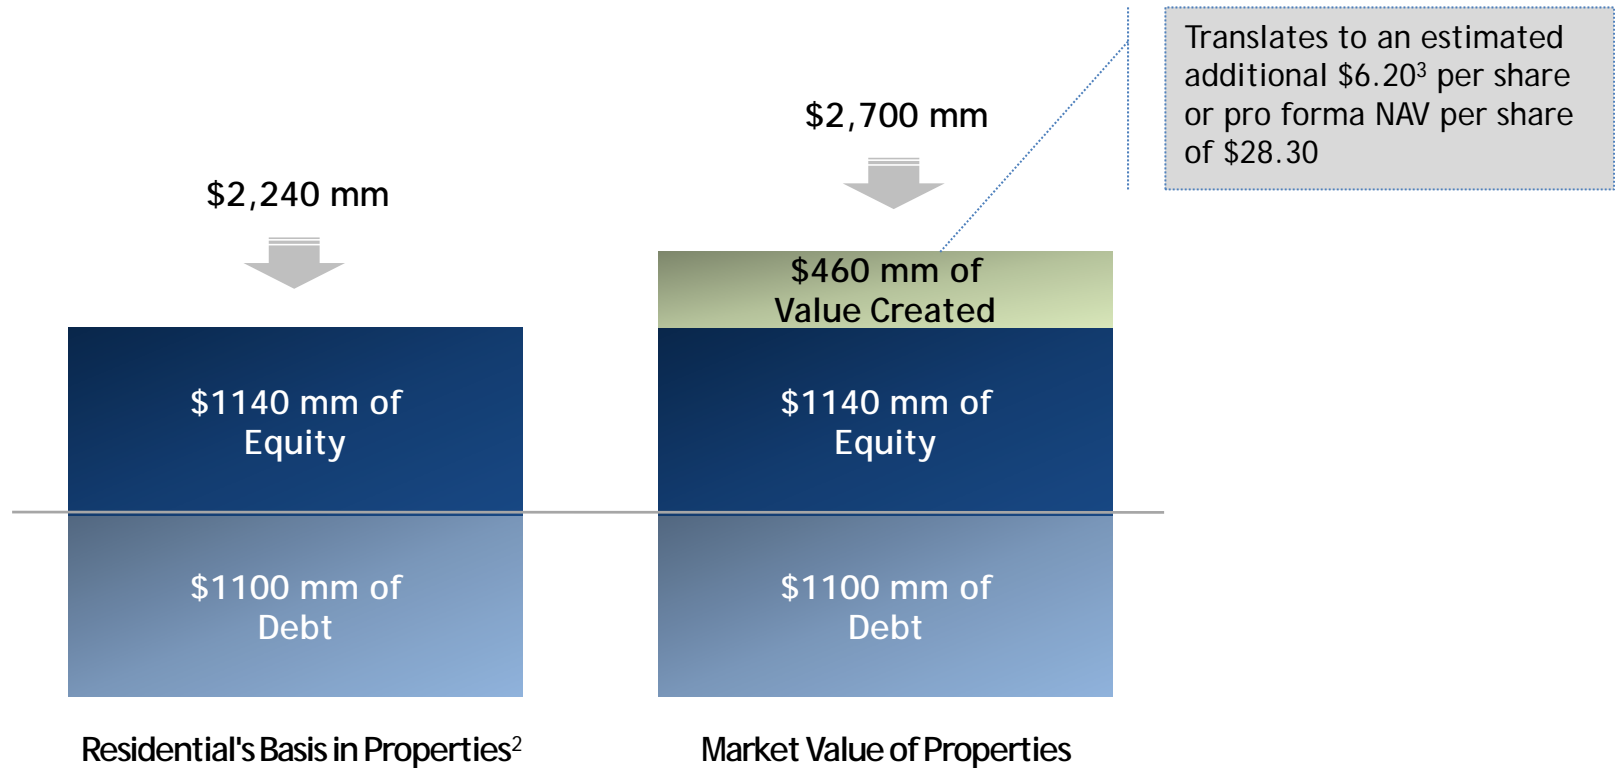 Translates to an estimated
additional $6.20³ per share
or pro forma NAV per share
of $28.30
$2,700 mm
$2,240 mm
$460 mm of
Value Created
$1140 mm of
Equity
$1140 mm of
Equity
$1100 mm of
Debt
$1100 mm of
Debt
Residential's Basis in Properties²
Market Value of Properties